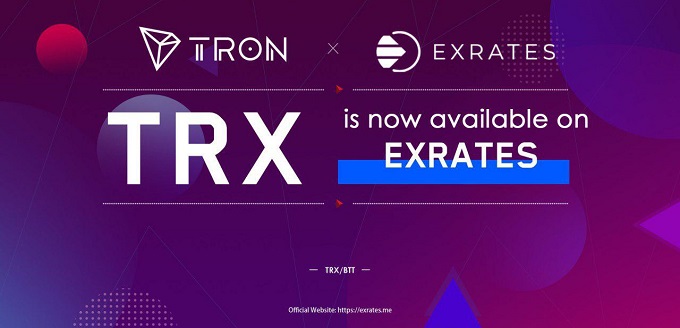 TRON × EXRATES
TRX
is now available on
EXRATES
— TRX/BTT —
Official Website: https://exrates.me